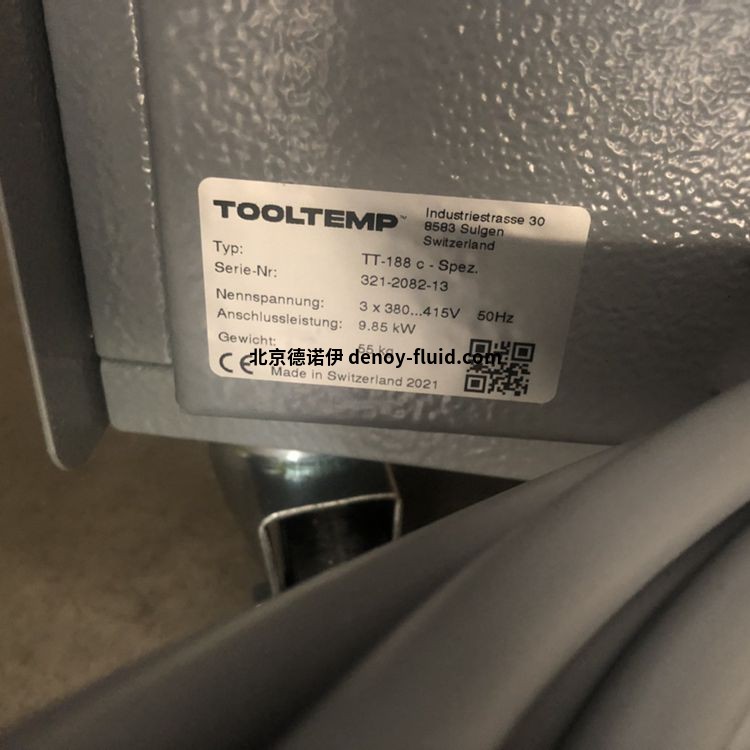 TOOLTEMP™
Industriestrasse 30
8583 Sulgen
Switzerland
Typ: TT-188 c - Spez.
Serie-Nr: 321-2082-13
Nennspannung: 3 x 380...415V 50Hz
Anschlussleistung: 9.85 kW
Gewicht: 55 kg
北京德诺伊 denoy-fluid.com
CE Made in Switzerland 2021